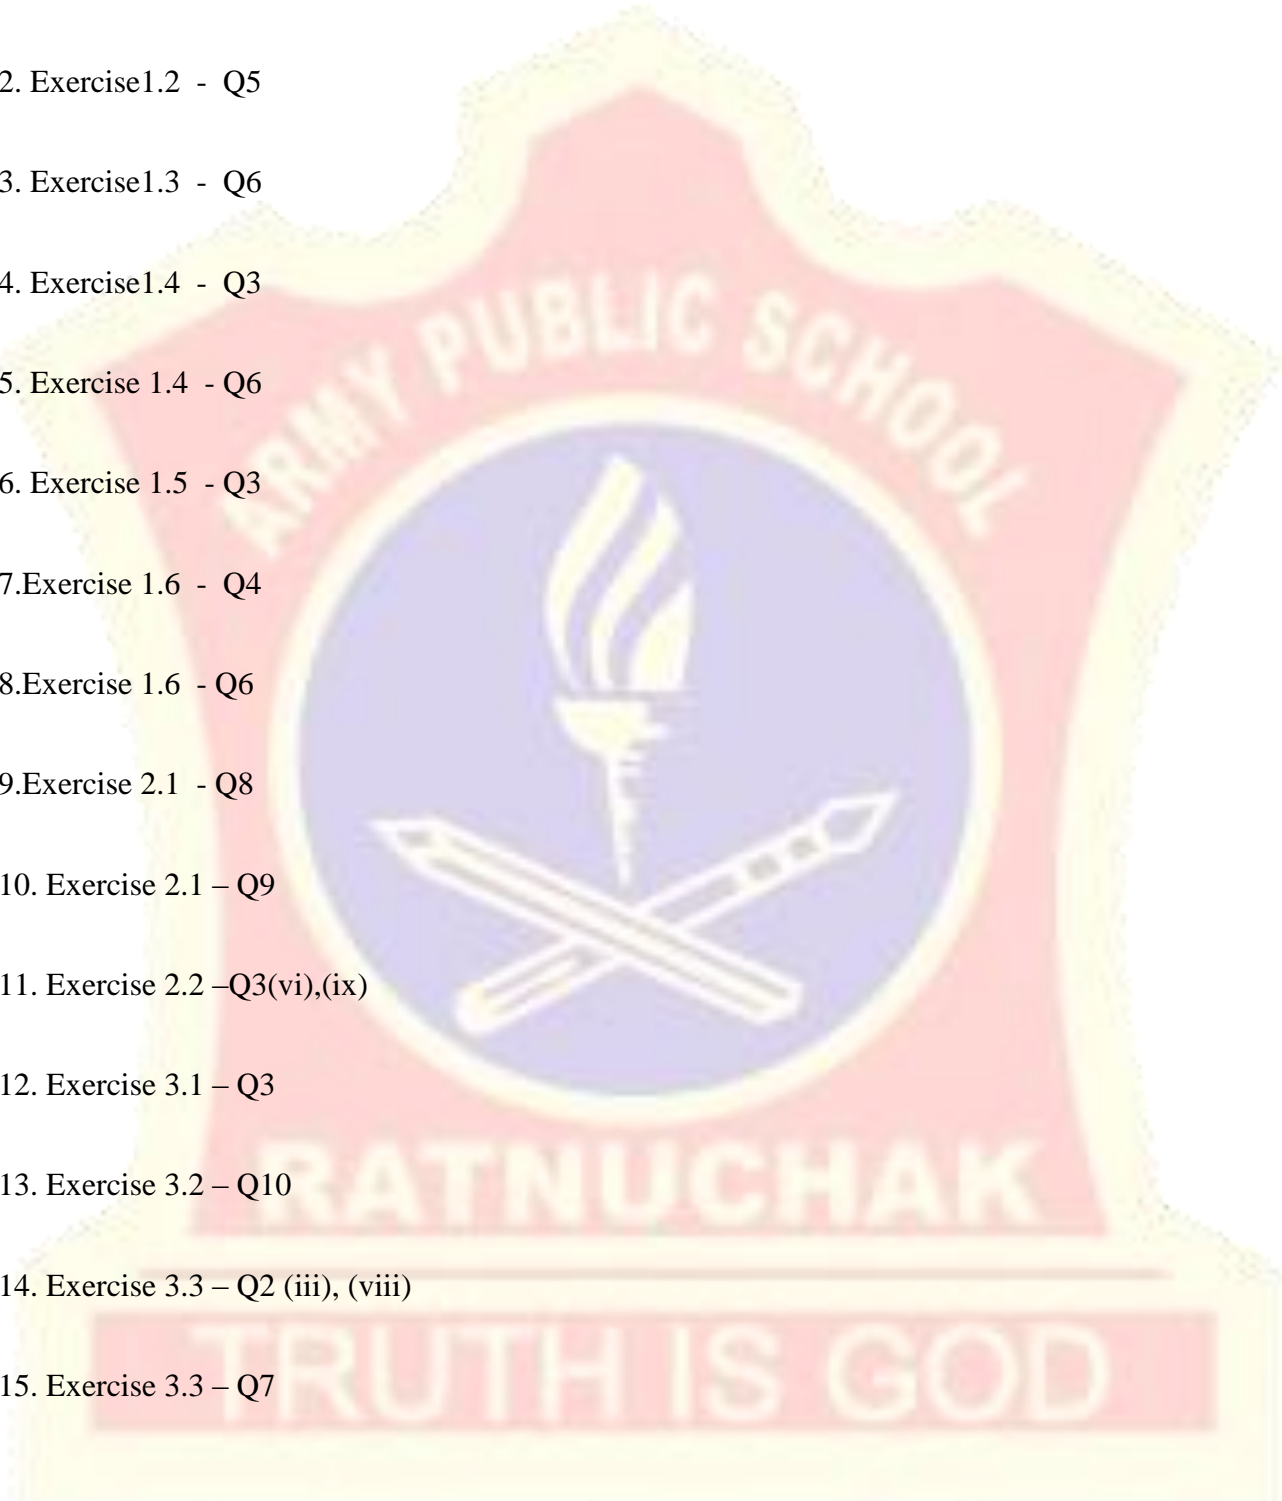 2. Exercise1.2 - Q5
3. Exercise1.3 - Q6
4. Exercise1.4 - Q3
ARMY PUBLIC SCHOOL
5. Exercise 1.4 - Q6
6. Exercise 1.5 - Q3
7.Exercise 1.6 - Q4
8.Exercise 1.6 - Q6
9.Exercise 2.1 - Q8
10. Exercise 2.1 – Q9
11. Exercise 2.2 –Q3(vi),(ix)
12. Exercise 3.1 – Q3
RATNUCHAK
13. Exercise 3.2 – Q10
14. Exercise 3.3 – Q2 (iii), (viii)
TRUTH IS GOD
15. Exercise 3.3 – Q7